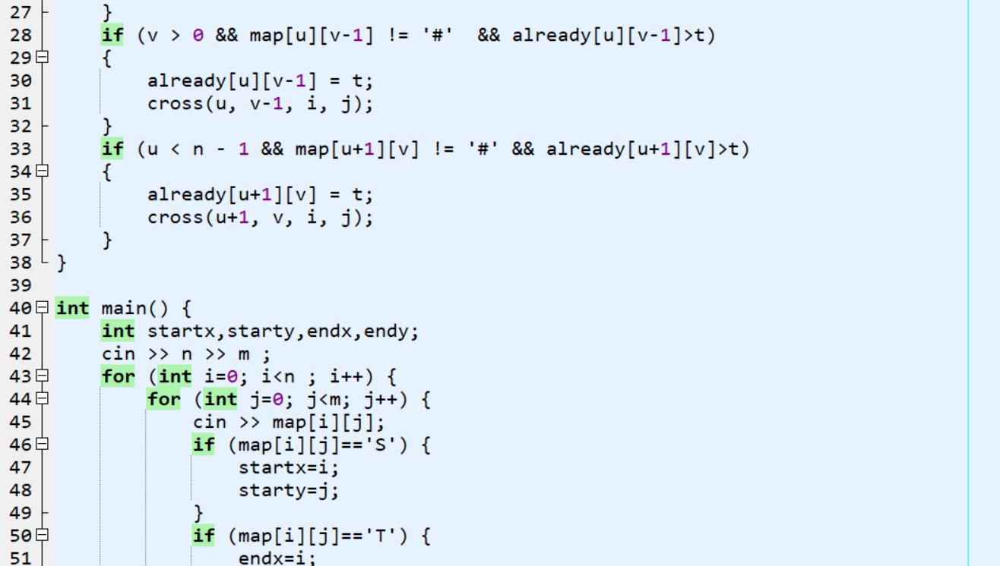 27 }
28 if (v > 0 && map[u][v-1] != '#'  && already[u][v-1]>t)
29 {
30 already[u][v-1] = t;
31 cross(u, v-1, i, j);
32 }
33 if (u < n - 1 && map[u+1][v] != '#' && already[u+1][v]>t)
34 {
35 already[u+1][v] = t;
36 cross(u+1, v, i, j);
37 }
38 }
39
40 int main() {
41 int startx,starty,endx,endy;
42 cin >> n >> m ;
43 for (int i=0; i<n ; i++) {
44 for (int j=0; j<m; j++) {
45 cin >> map[i][j];
46 if (map[i][j]=='S') {
47 startx=i;
48 starty=j;
49 }
50 if (map[i][j]=='T') {
51 endx=i;